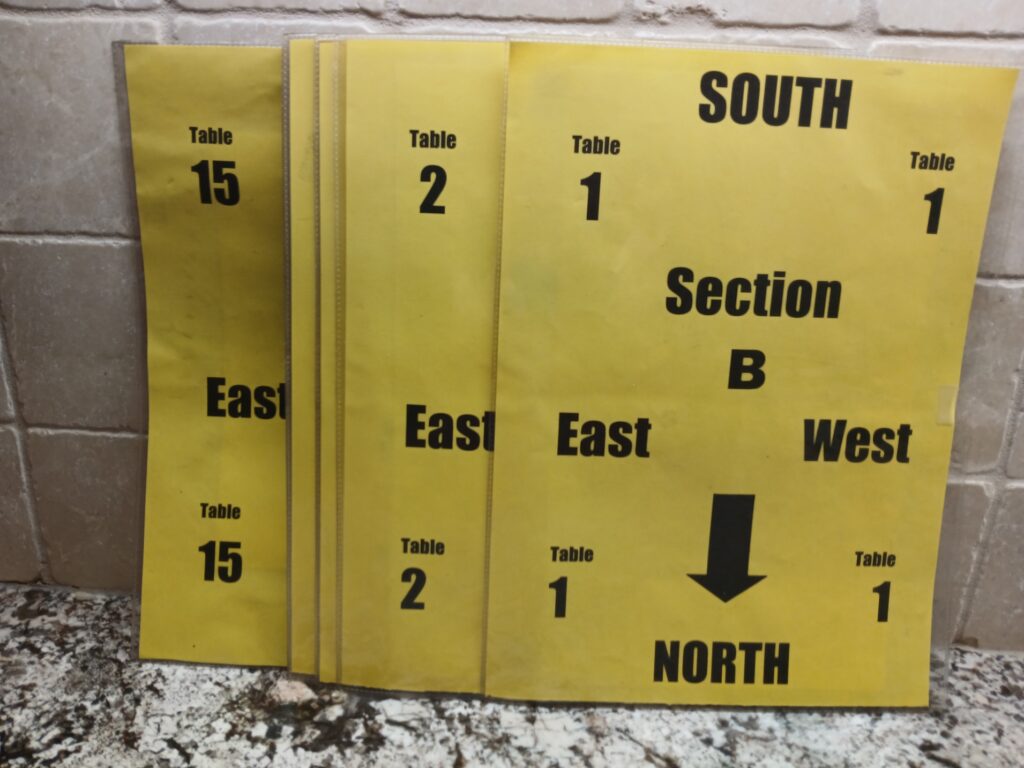 Table
15
East
Table
15
Table
2
East
Table
2
SOUTH
Table Table
1 1
Section
B
East West
Table Table
1 1
NORTH